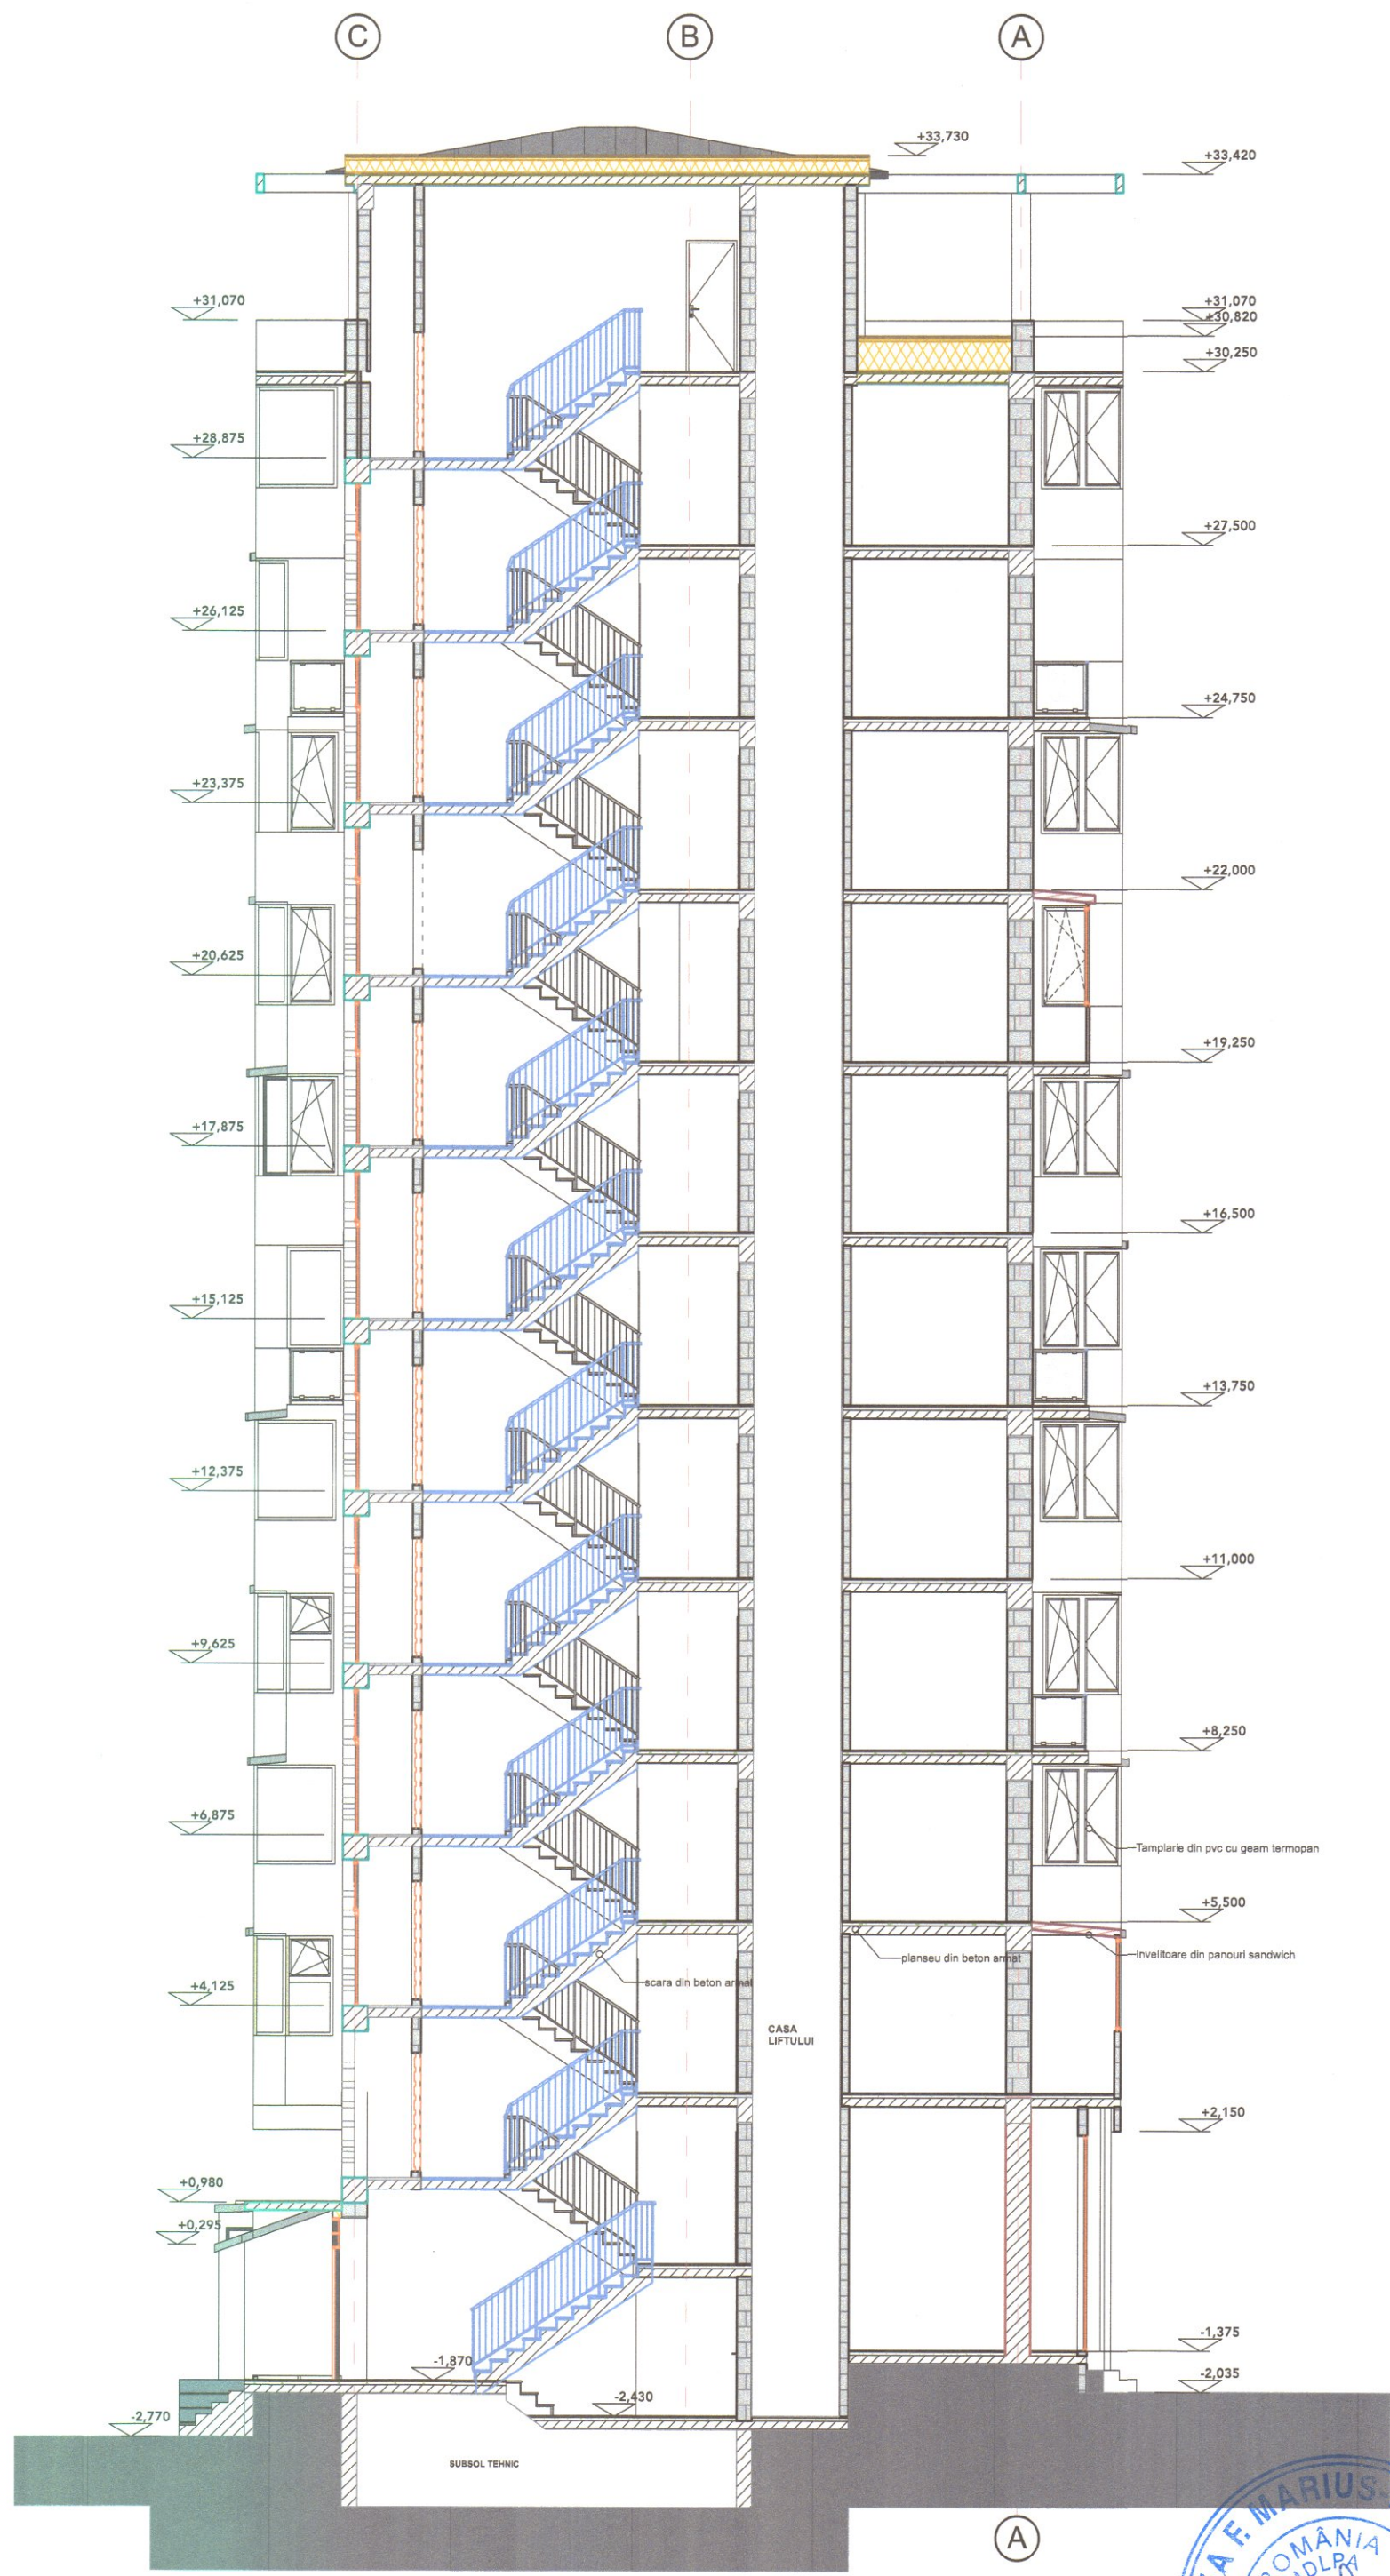 C
B
A
+33,730
+33,420
+31,070
+31,070
+30,820
+30,250
+28,875
+27,500
+26,125
+24,750
+23,375
+22,000
+20,625
+19,250
+17,875
+16,500
+15,125
+13,750
+12,375
+11,000
+9,625
+8,250
+6,875
Tamplarie din pvc cu geam termopan
+5,500
planseu din beton armat
invelitoare din panouri sandwich
scara din beton armat
+4,125
CASA
LIFTULUI
+2,150
+0,980
+0,295
-1,375
-1,870
-2,035
-2,430
-2,770
SUBSOL TEHNIC
A
F. MARIUS
ROMÂNIA